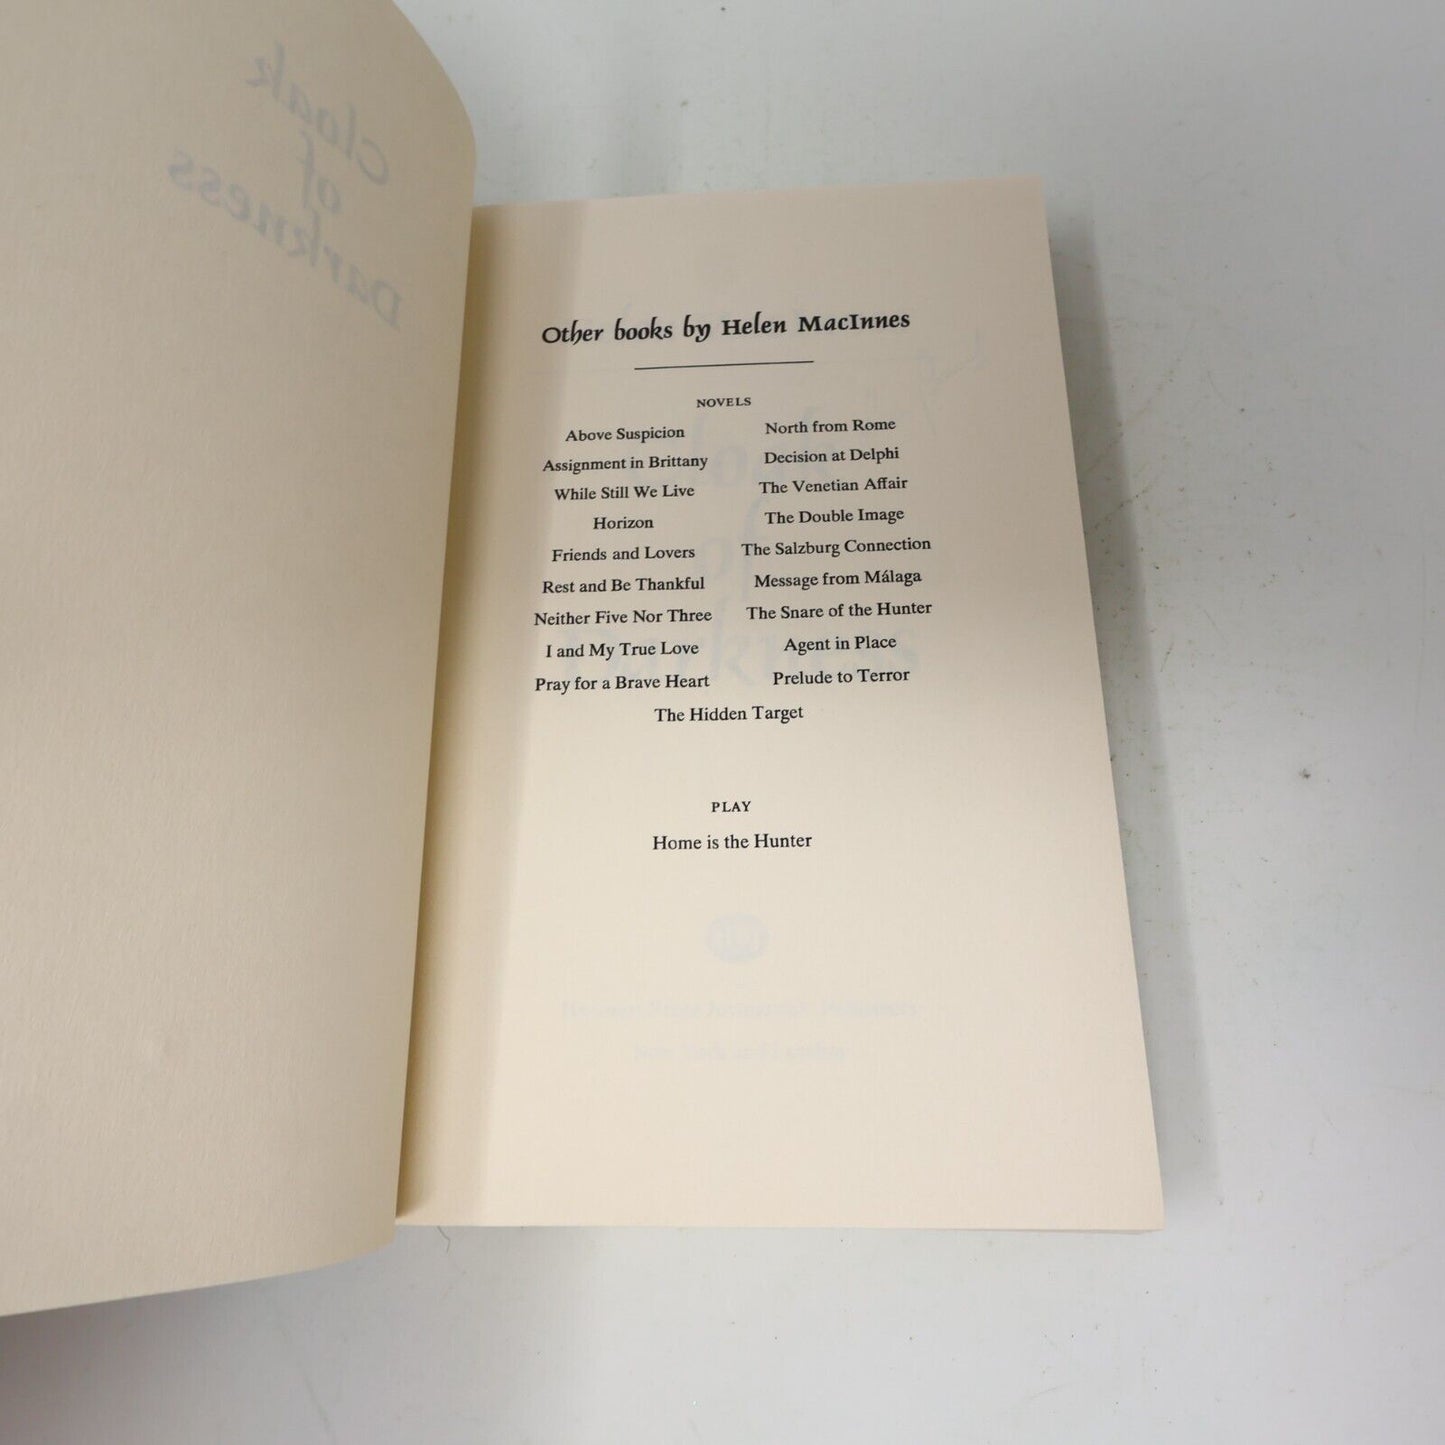 Cloak
of
Darkness
Other books by Helen MacInnes
NOVELS
Above Suspicion
Assignment in Brittany
While Still We Live
Horizon
Friends and Lovers
Rest and Be Thankful
Neither Five Nor Three
I and My True Love
Pray for a Brave Heart
North from Rome
Decision at Delphi
The Venetian Affair
The Double Image
The Salzburg Connection
Message from Málaga
The Snare of the Hunter
Agent in Place
Prelude to Terror
The Hidden Target
PLAY
Home is the Hunter